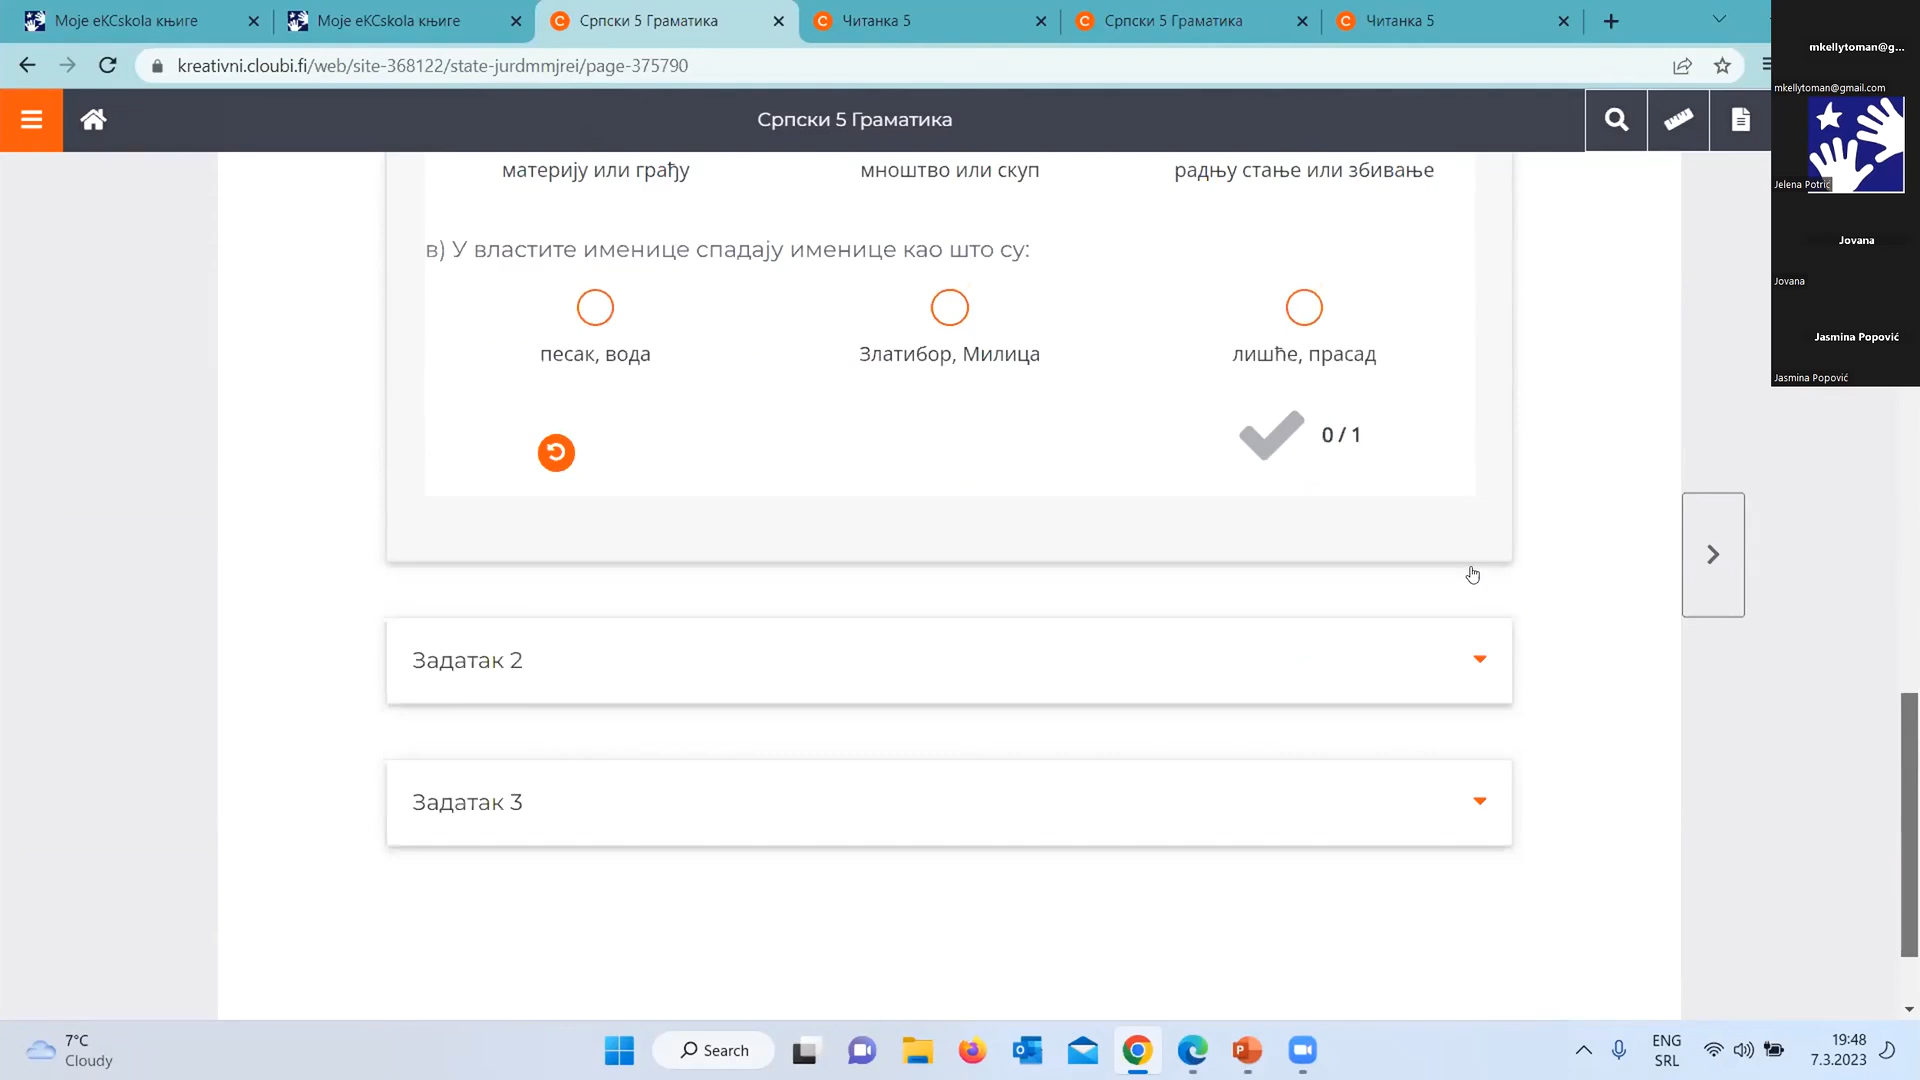 Моје eKCskola књиге
Моје eKCskola књиге
Српски 5 Граматика
Читанка 5
Српски 5 Граматика
Читанка 5
kreativni.cloubi.fi/web/site-368122/state-jurdmmjrei/page-375790
Српски 5 Граматика
материју или грађу
мноштво или скуп
радњу стање или збивање
в) У властите именице спадају именице као што су:
песак, вода
Златибор, Милица
лишће, прасад
0 / 1
Задатак 2
Задатак 3
mkellytoman@g...
mkellytoman@gmail.com
Jelena Potrić
Jovana
Jovana
Jasmina Popović
Jasmina Popović
7°C
Cloudy
Search
ENG
SRL
19:48
7.3.2023